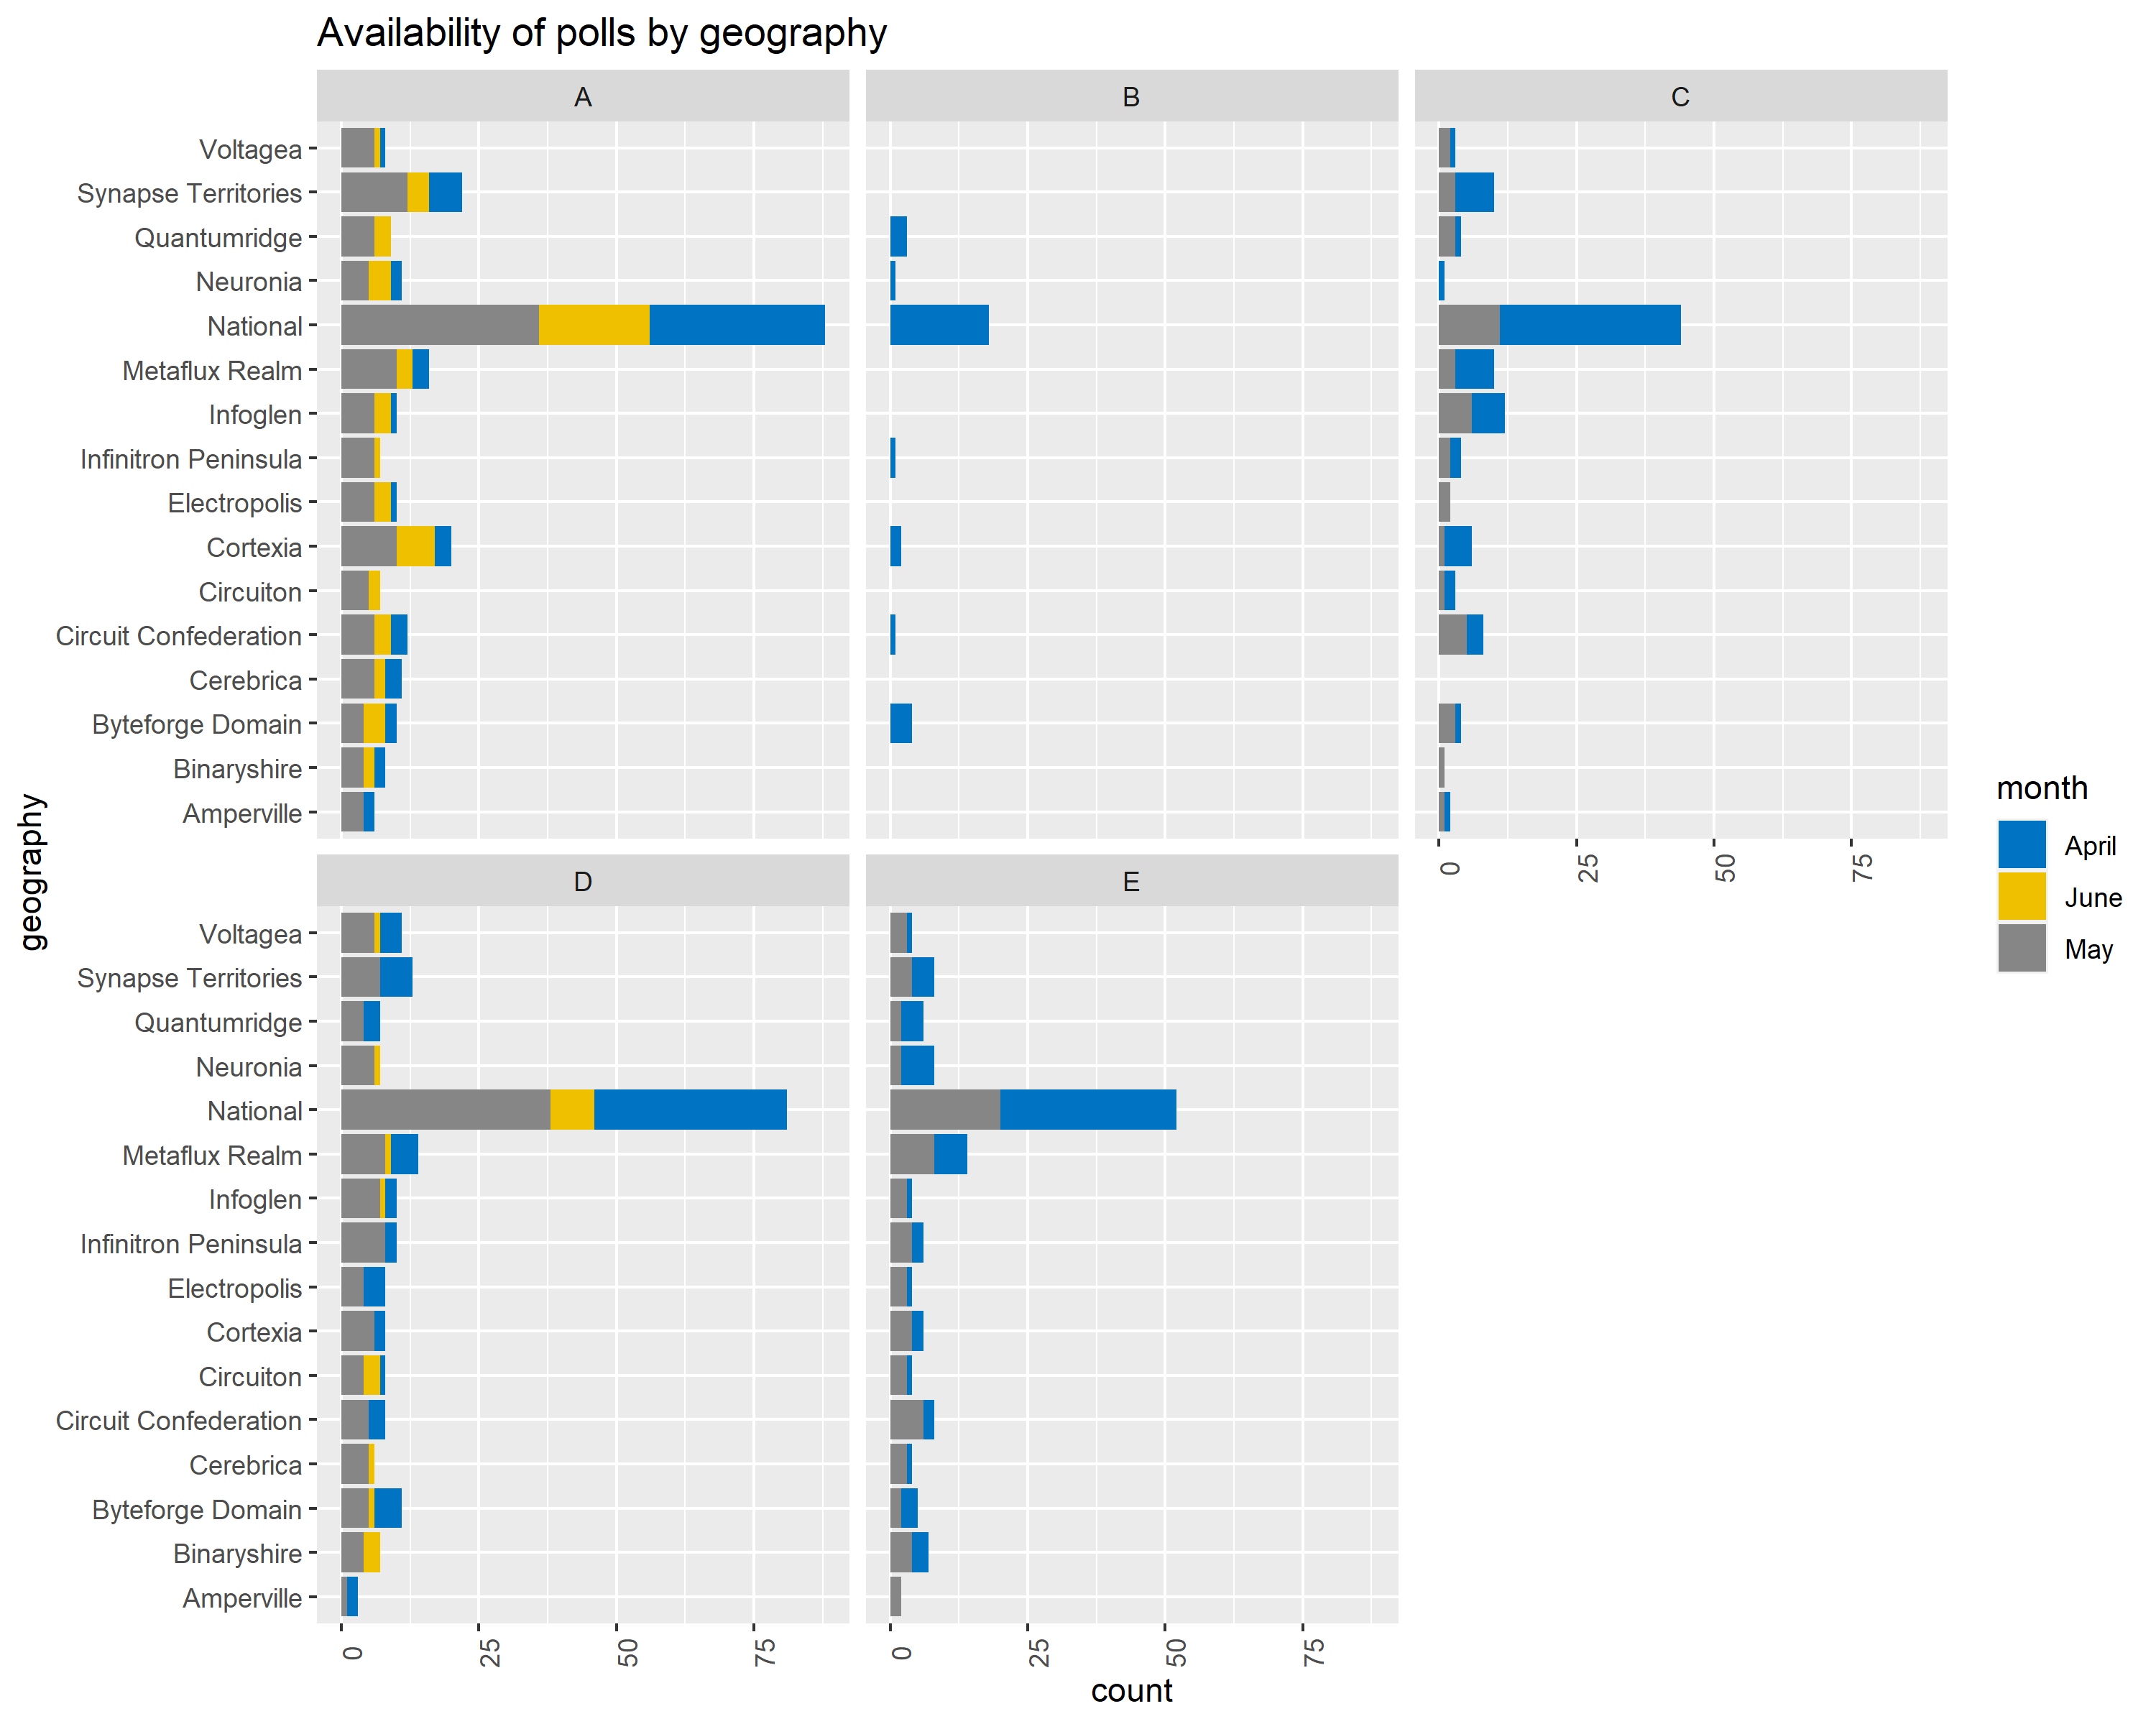 Availability of polls by geography
A
B
C
Voltagea
Synapse Territories
Quantumridge
Neuronia
National
Metaflux Realm
Infoglen
Infinitron Peninsula
Electropolis
Cortexia
Circuiton
Circuit Confederation
Cerebrica
Byteforge Domain
Binaryshire
Amperville
0
25
50
75
D
E
Voltagea
Synapse Territories
Quantumridge
Neuronia
National
Metaflux Realm
Infoglen
Infinitron Peninsula
Electropolis
Cortexia
Circuiton
Circuit Confederation
Cerebrica
Byteforge Domain
Binaryshire
Amperville
0
25
50
75
0
25
50
75
count
geography
month
April
June
May